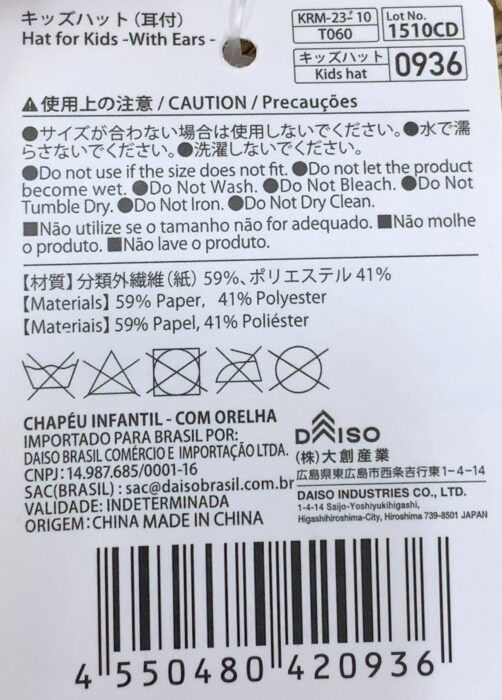 キッズハット(耳付)
Hat for Kids -With Ears -
KRM-23- 10
T060
Lot No.
1510CD
キッズハット
Kids hat
0936
⚠使用上の注意 / CAUTION / Precauções
●サイズが合わない場合は使用しないでください。●水で濡
らさないでください。●洗濯しないでください。
●Do not use if the size does not fit. ●Do not let the product
become wet. ●Do Not Wash. ●Do Not Bleach. ●Do Not
Tumble Dry. ●Do Not Iron. ●Do Not Dry Clean.
■Não utilize se o tamanho não for adequado. ■Não molhe
o produto. ■Não lave o produto.
【材質】分類外繊維(紙) 59%、ポリエステル 41%
【Materials】59% Paper, 41% Polyester
【Materiais】59% Papel, 41% Poliéster
CHAPÉU INFANTIL - COM ORELHA
IMPORTADO PARA BRASIL POR:
DAISO BRASIL COMÉRCIO E IMPORTAÇÃO LTDA.
CNPJ: 14.987.685/0001-16
SAC(BRASIL) : sac@daisobrasil.com.br
VALIDADE: INDETERMINADA
ORIGEM: CHINA MADE IN CHINA
DAISO
(株)大創産業
広島県東広島市西条吉行東1-4-14
DAISO INDUSTRIES CO., LTD.
1-4-14 Saijo-Yoshiyukihigashi,
Higashihiroshima-City, Hiroshima 739-8501 JAPAN
4 550480 420936